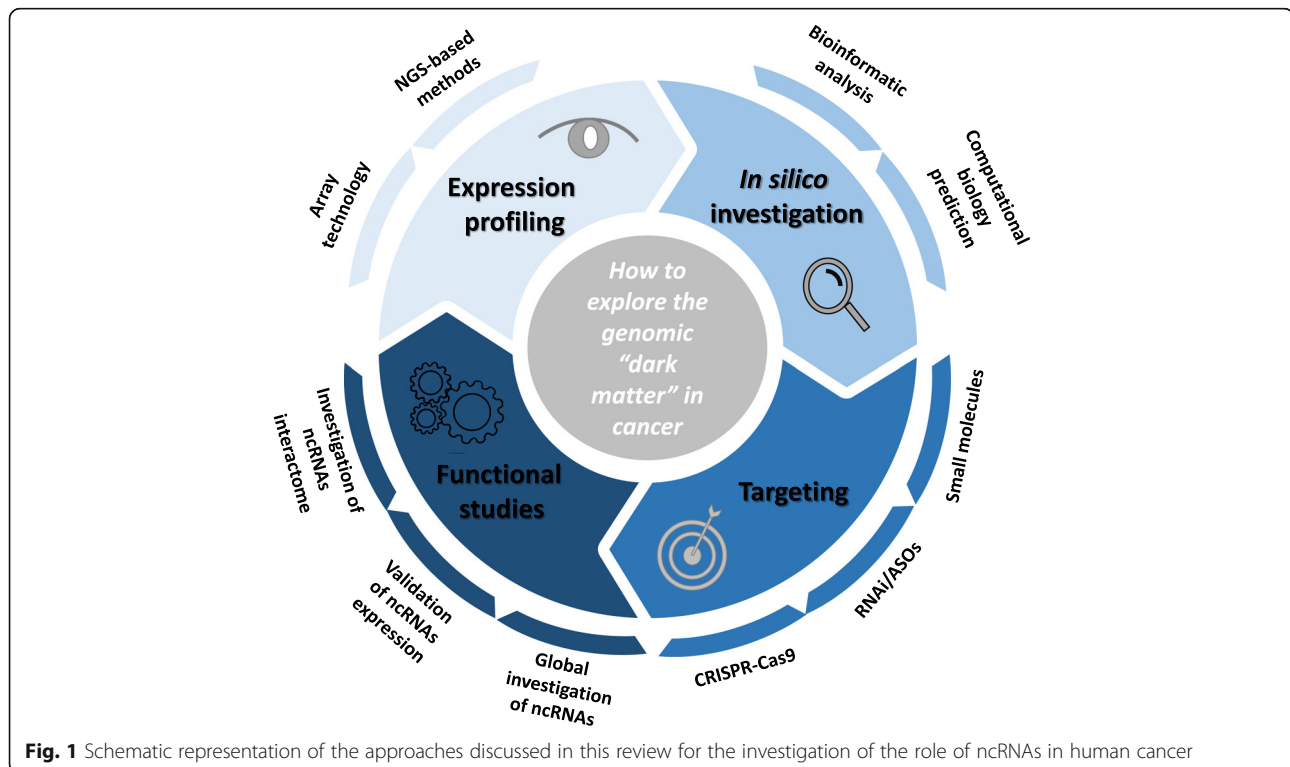 NGS-based
methods
Array
technology
Expression
profiling
Bioinformatic
analysis
Computational
biology
prediction
In silico
investigation
How to
explore the
genomic
“dark
matter” in
cancer
Small molecules
RNAi/ASOs
CRISPR-Cas9
Targeting
Functional
studies
Global
investigation
of ncRNAs
Validation
of ncRNAs
expression
Investigation of
ncRNAs
interactome
Fig. 1 Schematic representation of the approaches discussed in this review for the investigation of the role of ncRNAs in human cancer